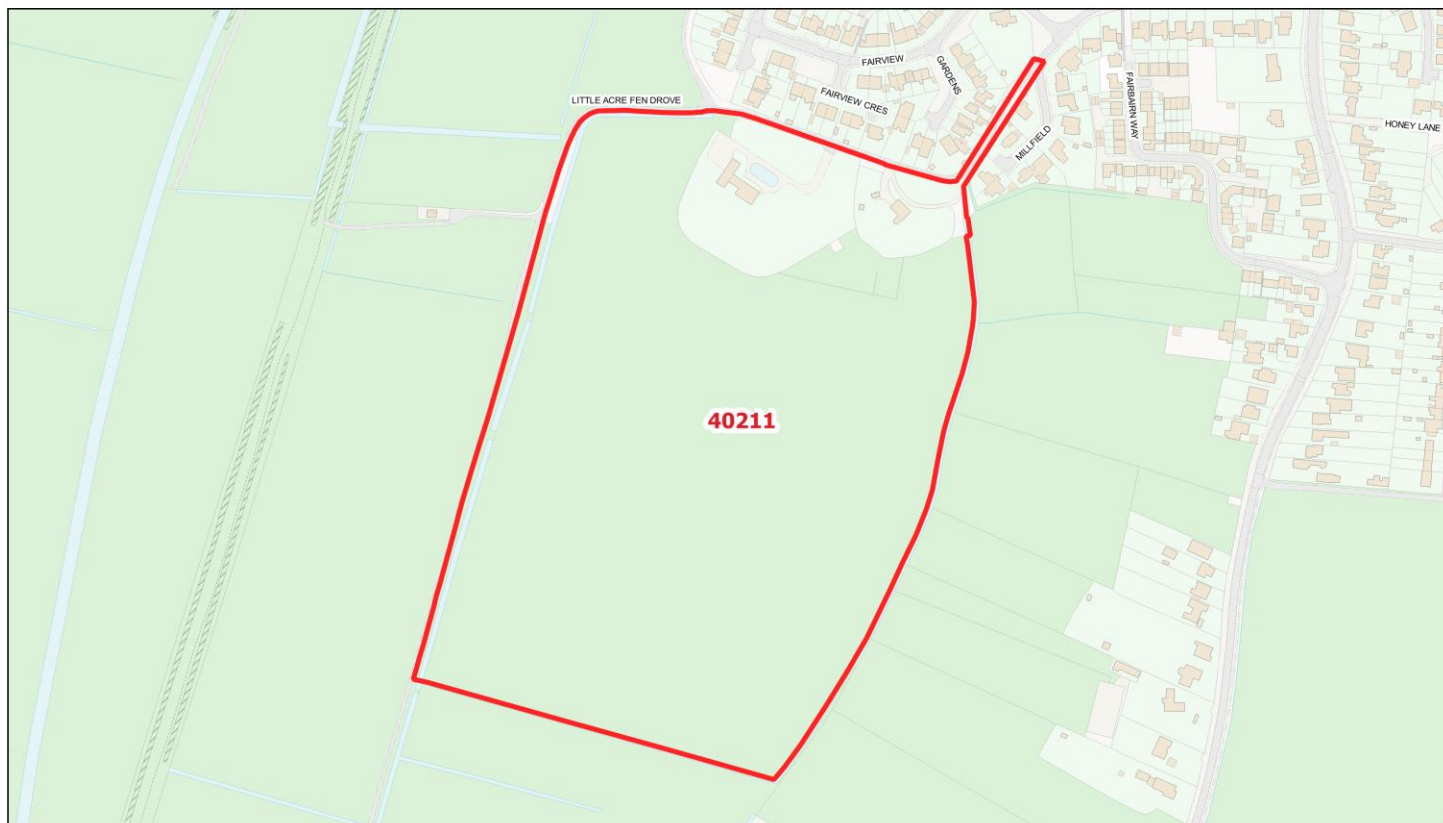 FAIRVIEW
GARDENS
LITTLE ACRE FEN DROVE
FAIRVIEW CRES
MILLFIELD
FAIRBAIRN WAY
HONEY LANE
40211